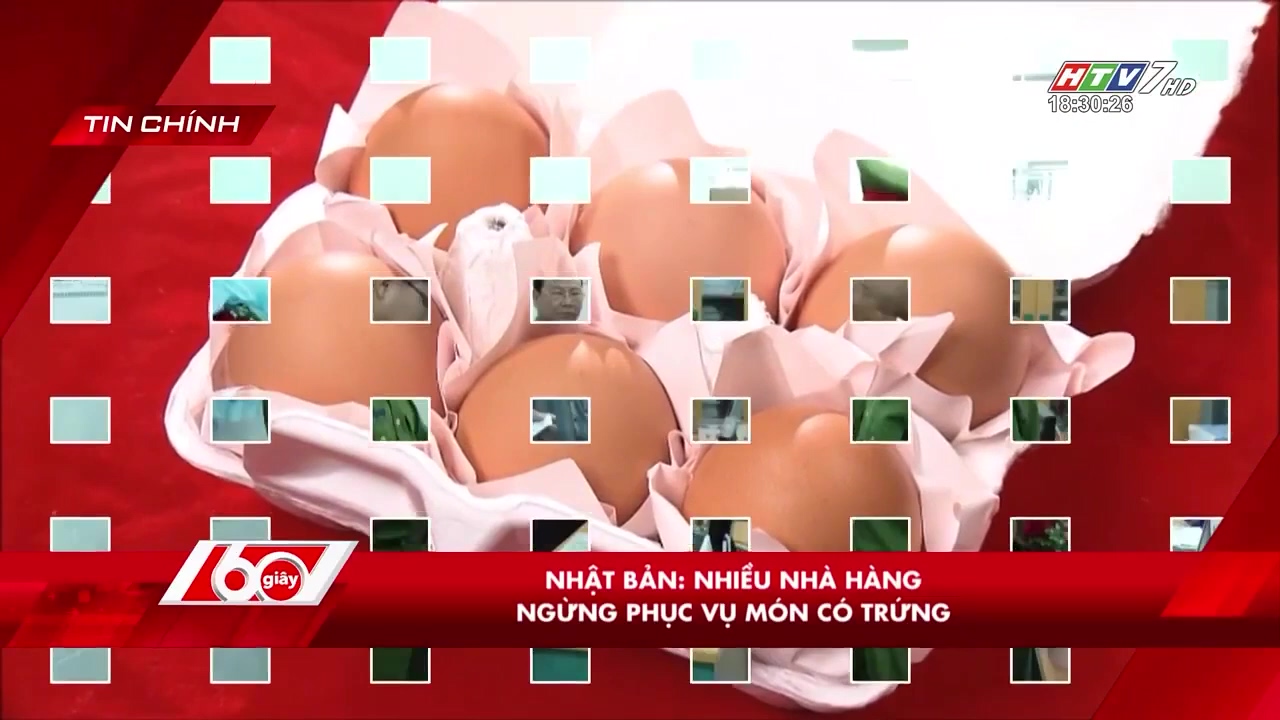 TIN CHÍNH
HTV7 HD
18:30:26
60 giây
NHẬT BẢN: NHIỀU NHÀ HÀNG
NGỪNG PHỤC VỤ MÓN CÓ TRỨNG